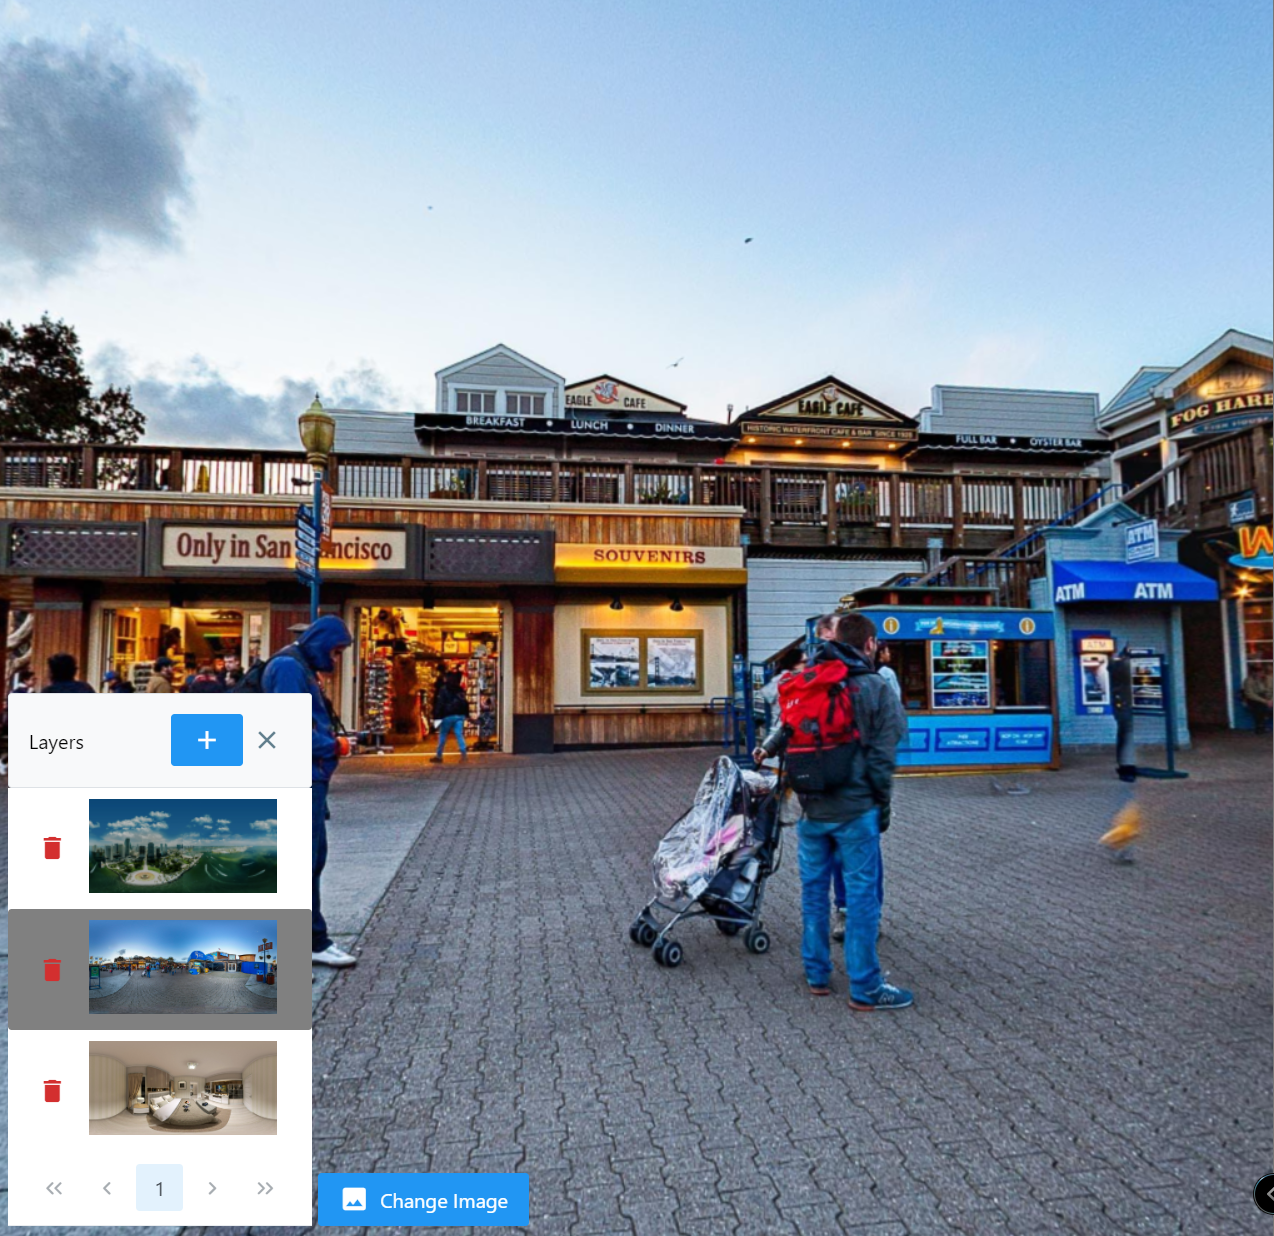 EAGLE CAFE
EAGLE CAFE
BREAKFAST • LUNCH • DINNER
HISTORIC WATERFRONT CAFE & BAR SINCE 1928
FULL BAR • OYSTER BAR
FOG HARB
Only in San ncisco
SOUVENIRS
ATM
ATM
ATM
ATM
Layers
1
Change Image